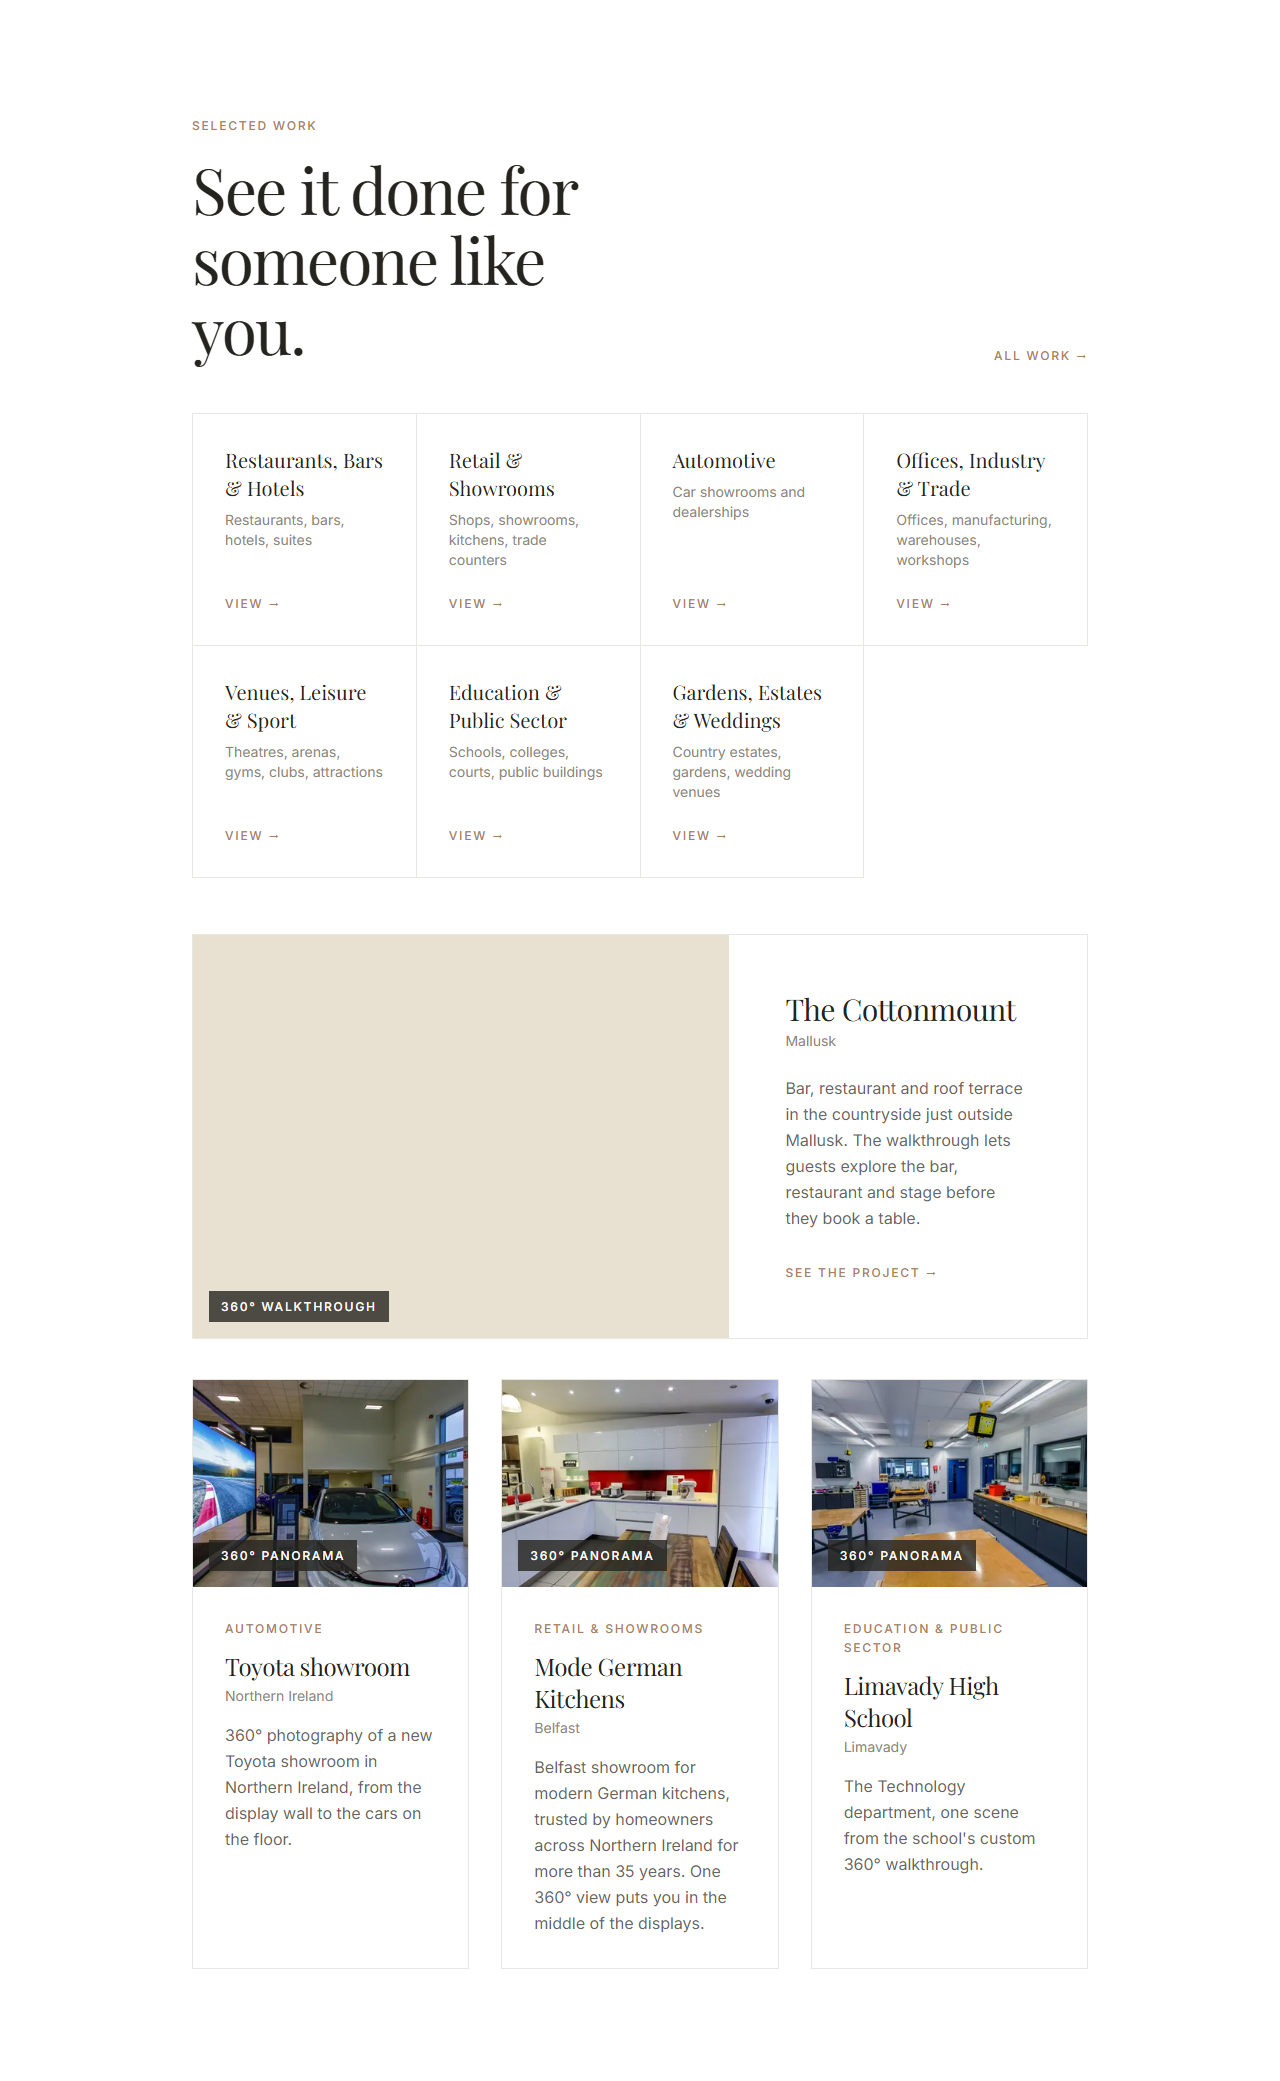 SELECTED WORK
See it done for
someone like
you.
ALL WORK →
Restaurants, Bars
& Hotels
Restaurants, bars,
hotels, suites
VIEW →
Retail &
Showrooms
Shops, showrooms,
kitchens, trade
counters
VIEW →
Automotive
Car showrooms and
dealerships
VIEW →
Offices, Industry
& Trade
Offices, manufacturing,
warehouses,
workshops
VIEW →
Venues, Leisure
& Sport
Theatres, arenas,
gyms, clubs, attractions
VIEW →
Education &
Public Sector
Schools, colleges,
courts, public buildings
VIEW →
Gardens, Estates
& Weddings
Country estates,
gardens, wedding
venues
VIEW →
360° WALKTHROUGH
The Cottonmount
Mallusk
Bar, restaurant and roof terrace
in the countryside just outside
Mallusk. The walkthrough lets
guests explore the bar,
restaurant and stage before
they book a table.
SEE THE PROJECT →
360° PANORAMA
AUTOMOTIVE
Toyota showroom
Northern Ireland
360° photography of a new
Toyota showroom in
Northern Ireland, from the
display wall to the cars on
the floor.
360° PANORAMA
RETAIL & SHOWROOMS
Mode German
Kitchens
Belfast
Belfast showroom for
modern German kitchens,
trusted by homeowners
across Northern Ireland for
more than 35 years. One
360° view puts you in the
middle of the displays.
360° PANORAMA
EDUCATION & PUBLIC
SECTOR
Limavady High
School
Limavady
The Technology
department, one scene
from the school's custom
360° walkthrough.